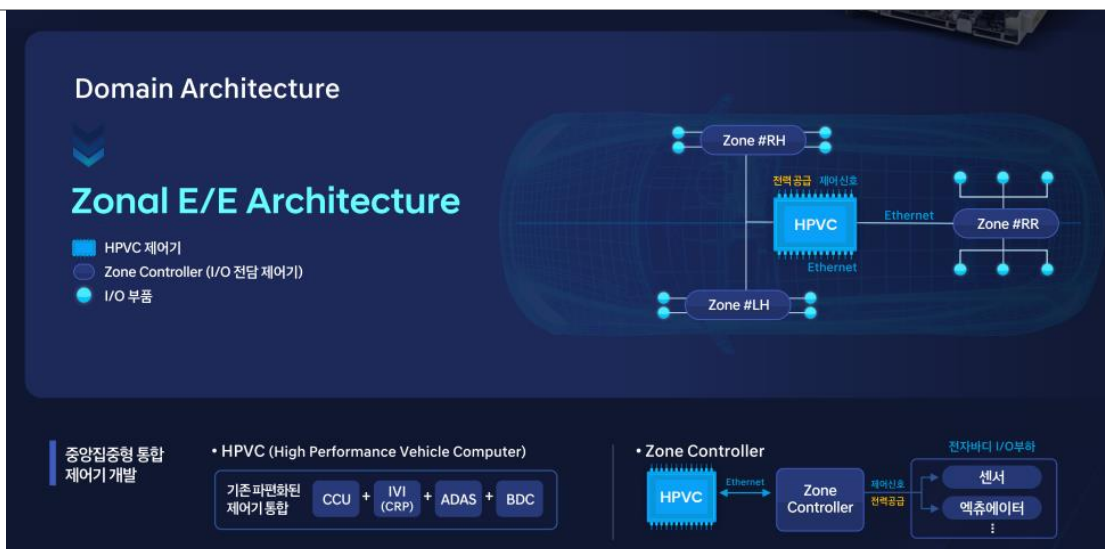 Domain Architecture
Zonal E/E Architecture
HPVC 제어기
Zone Controller (I/O 전담 제어기)
I/O 부품
Zone #RH
전력 공급 제어 신호
HPVC
Ethernet
Ethernet
Zone #RR
Zone #LH
중앙집중형 통합
제어기 개발
• HPVC (High Performance Vehicle Computer)
기존 파편화된
제어기 통합
CCU + IVI (CRP) + ADAS + BDC
• Zone Controller
HPVC
Ethernet
Zone
Controller
제어신호
전력공급
전자바디 I/O부하
센서
엑츄에이터
⋮